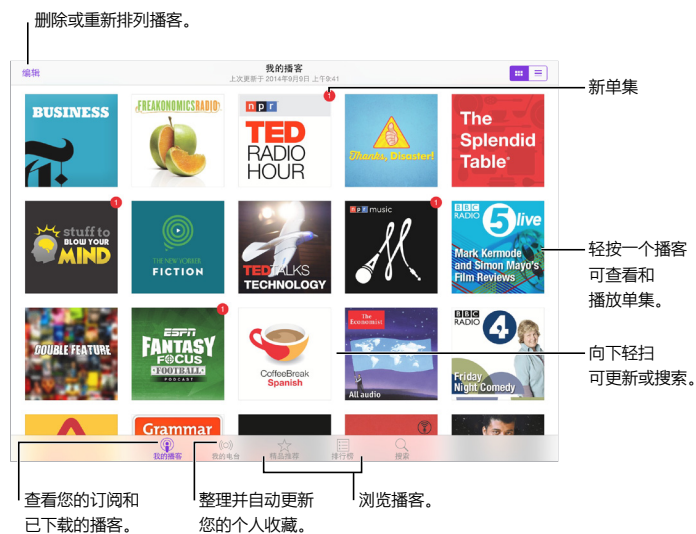 删除或重新排列播客。
编辑
我的播客
上次更新于 2014年9月9日 上午9:41
新单集
BUSINESS
FREAKONOMICSRADIO
npr
1
TED
RADIO
HOUR
Thanks, Disaster!
The
Splendid
Table
stuff to
BLOW YOUR
MIND
1
THE NEW YORKER
FICTION
TEDTALKS
TECHNOLOGY
npr music
1
BBC
RADIO
5 live
Mark Kermode
and Simon Mayo's
Film Reviews
轻按一个播客
可查看和
播放单集。
DOUBLE FEATURE
1
ESPN
FANTASY
FOCUS
FOOTBALL
PODCAST
CoffeeBreak
Spanish
The
Economist
All audio
BBC
RADIO
4
Friday
Night Comedy
向下轻扫
可更新或搜索。
Grammar
我的播客
我的电台
精品推荐
排行榜
搜索
查看您的订阅和
已下载的播客。
整理并自动更新
您的个人收藏。
浏览播客。